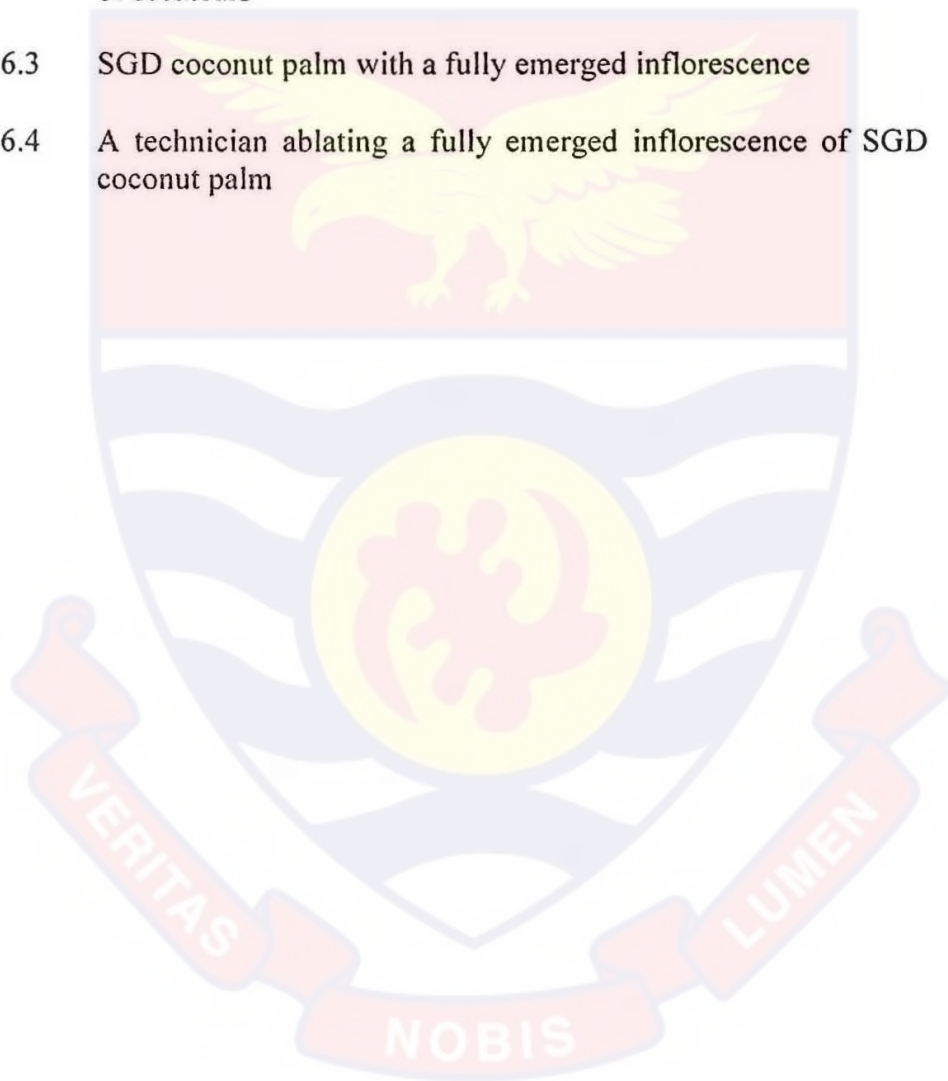 6.3 SGD coconut palm with a fully emerged inflorescence
6.4 A technician ablating a fully emerged inflorescence of SGD
coconut palm
VERITAS
NOBIS
LUMEN